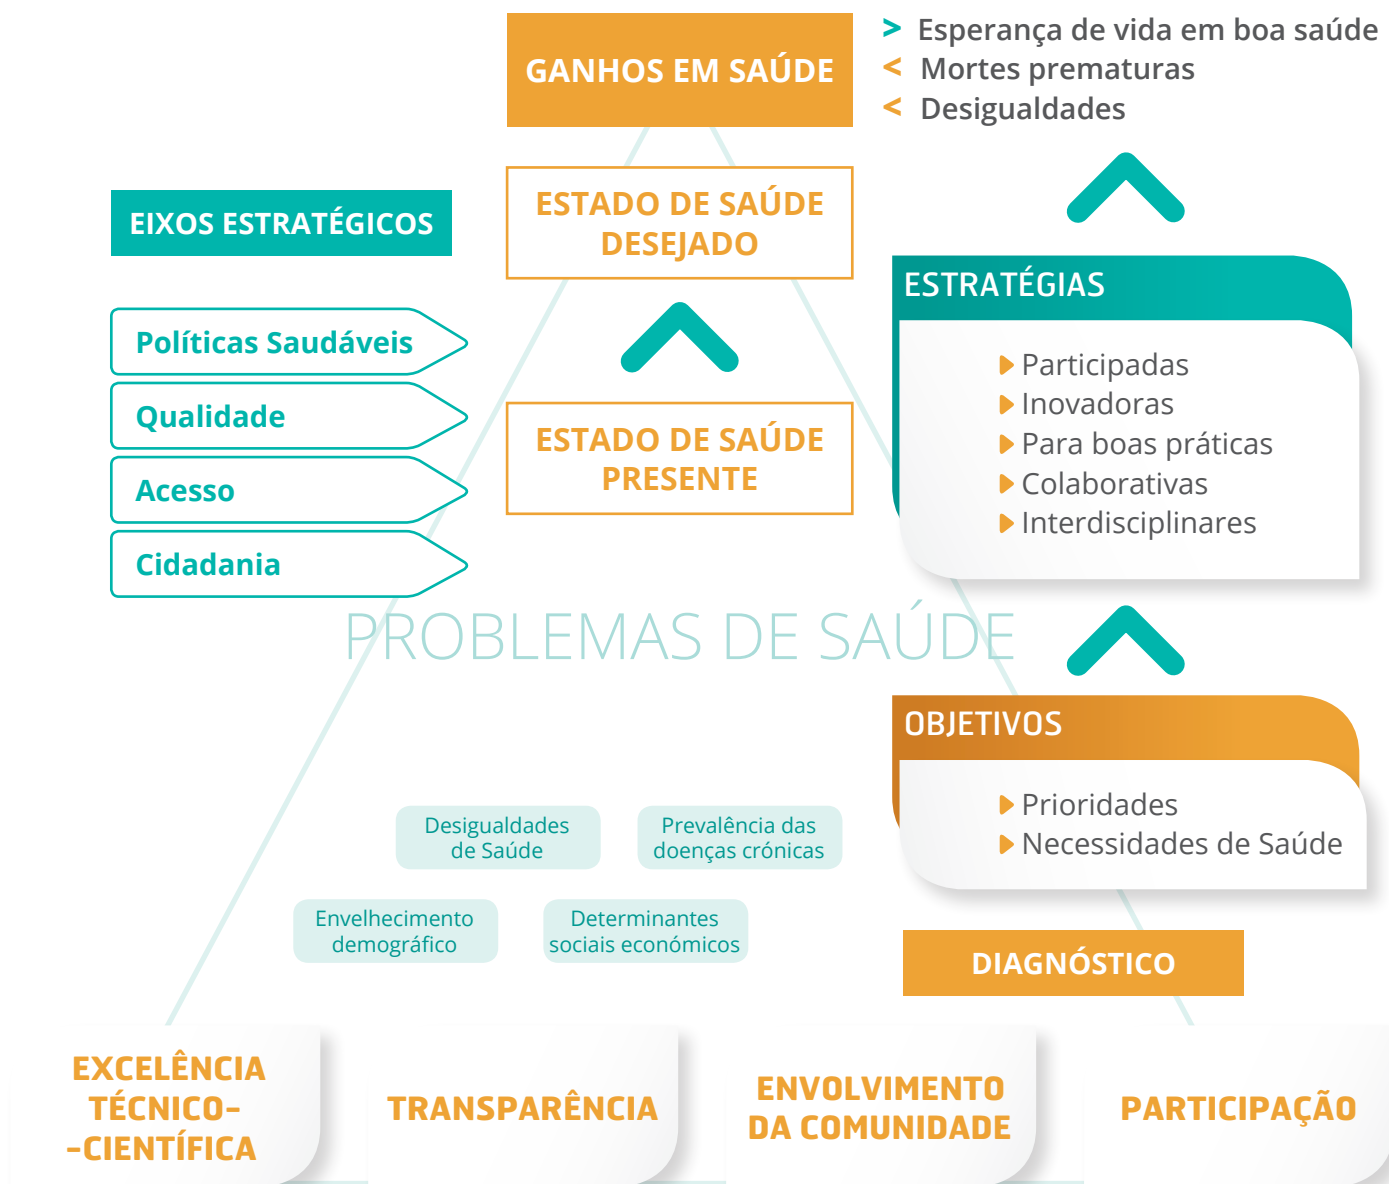 GANHOS EM SAÚDE
> Esperança de vida em boa saúde
< Mortes prematuras
< Desigualdades
EIXOS ESTRATÉGICOS
Políticas Saudáveis
Qualidade
Acesso
Cidadania
ESTADO DE SAÚDE
DESEJADO
ESTADO DE SAÚDE
PRESENTE
ESTRATÉGIAS
Participadas
Inovadoras
Para boas práticas
Colaborativas
Interdisciplinares
PROBLEMAS DE SAÚDE
OBJETIVOS
Prioridades
Necessidades de Saúde
Desigualdades
de Saúde
Prevalência das
doenças crónicas
Envelhecimento
demográfico
Determinantes
sociais económicos
DIAGNÓSTICO
EXCELÊNCIA
TÉCNICO-
-CIENTÍFICA
TRANSPARÊNCIA
ENVOLVIMENTO
DA COMUNIDADE
PARTICIPAÇÃO